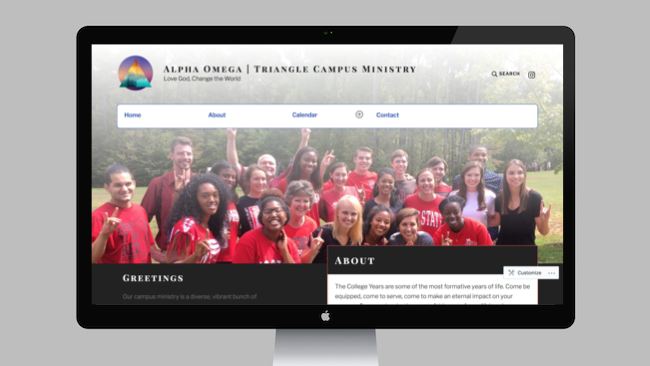 Alpha Omega | Triangle Campus Ministry
Love God, Change the World
SEARCH
Home About Calendar Contact
STATE
Greetings
Our campus ministry is a diverse, vibrant bunch of
About
The College Years are some of the most formative years of life. Come be
equipped, come to serve, come to make an eternal impact on your
Customize